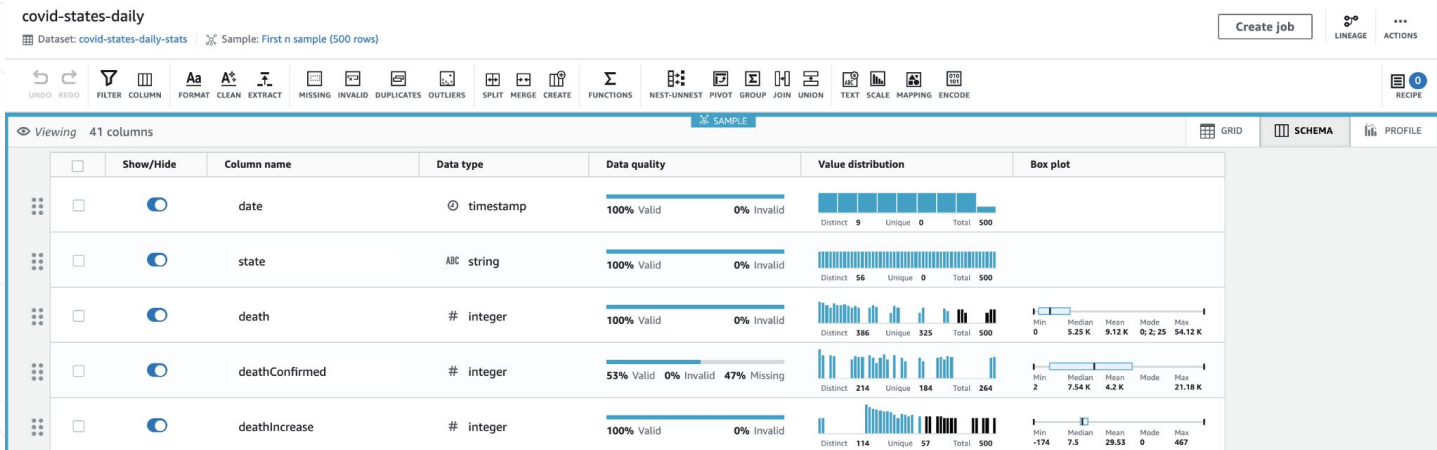 covid-states-daily
Dataset: covid-states-daily-stats Sample: First n sample (500 rows)
Create job
LINEAGE
ACTIONS
UNDO REDO FILTER COLUMN FORMAT CLEAN EXTRACT MISSING INVALID DUPLICATES OUTLIERS SPLIT MERGE CREATE FUNCTIONS NEST-UNNEST PIVOT GROUP JOIN UNION TEXT SCALE MAPPING ENCODE
0
RECIPE
SAMPLE
Viewing 41 columns
GRID SCHEMA PROFILE
Show/Hide Column name Data type Data quality Value distribution Box plot
date timestamp 100% Valid 0% Invalid
Distinct 9 Unique 0 Total 500
state ABC string 100% Valid 0% Invalid
Distinct 56 Unique 0 Total 500
death # integer 100% Valid 0% Invalid
Distinct 386 Unique 325 Total 500
Min Median Mean Mode Max
0 5.25 K 9.12 K 0; 2; 25 54.12 K
deathConfirmed # integer 53% Valid 0% Invalid 47% Missing
Distinct 214 Unique 184 Total 264
Min Median Mean Mode Max
2 7.54 K 4.2 K 21.18 K
deathIncrease # integer 100% Valid 0% Invalid
Distinct 114 Unique 57 Total 500
Min Median Mean Mode Max
-174 7.5 29.53 0 467